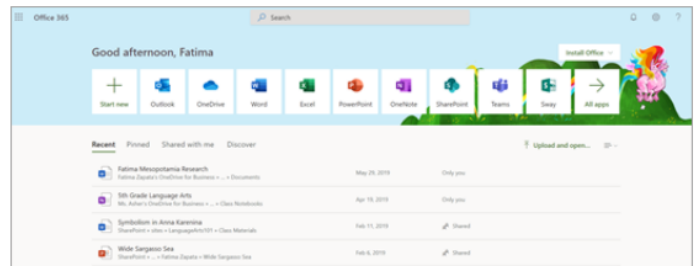 Office 365
Search
?
Good afternoon, Fatima
Install Office
Start new
Outlook
OneDrive
Word
Excel
PowerPoint
OneNote
SharePoint
Teams
Sway
All apps
Recent Pinned Shared with me Discover
Upload and open...
Fatima Mesopotamia Research May 29, 2019 Only you
Fatima Zapata's OneDrive for Business » ... » Documents
5th Grade Language Arts Apr 19, 2019 Only you
Ms. Asher's OneDrive for Business » ... » Class Notebooks
Symbolism in Anna Karenina Feb 11, 2019 Shared
SharePoint » sites » LanguageArts101 » Class Materials
Wide Sargasso Sea Feb 6, 2019 Shared
SharePoint » ... » Fatima Zapata » Wide Sargasso Sea